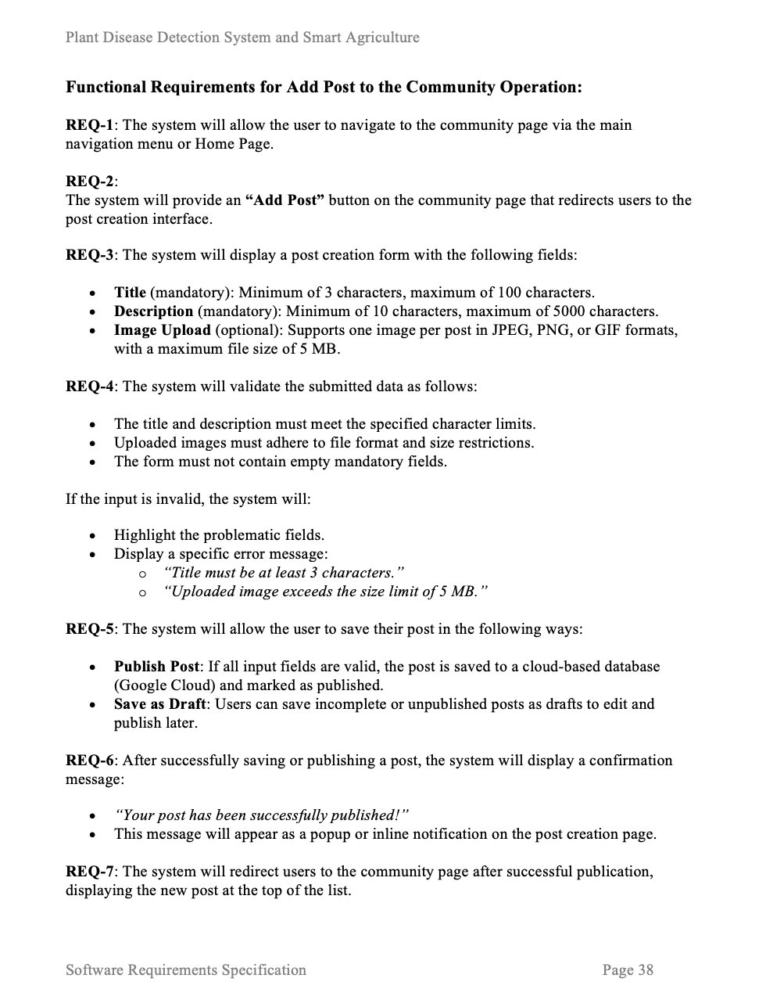 Plant Disease Detection System and Smart Agriculture
Functional Requirements for Add Post to the Community Operation:
REQ-1: The system will allow the user to navigate to the community page via the main
navigation menu or Home Page.
REQ-2:
The system will provide an “Add Post” button on the community page that redirects users to the
post creation interface.
REQ-3: The system will display a post creation form with the following fields:
• Title (mandatory): Minimum of 3 characters, maximum of 100 characters.
• Description (mandatory): Minimum of 10 characters, maximum of 5000 characters.
• Image Upload (optional): Supports one image per post in JPEG, PNG, or GIF formats,
with a maximum file size of 5 MB.
REQ-4: The system will validate the submitted data as follows:
• The title and description must meet the specified character limits.
• Uploaded images must adhere to file format and size restrictions.
• The form must not contain empty mandatory fields.
If the input is invalid, the system will:
• Highlight the problematic fields.
• Display a specific error message:
o “Title must be at least 3 characters.”
o “Uploaded image exceeds the size limit of 5 MB.”
REQ-5: The system will allow the user to save their post in the following ways:
• Publish Post: If all input fields are valid, the post is saved to a cloud-based database
(Google Cloud) and marked as published.
• Save as Draft: Users can save incomplete or unpublished posts as drafts to edit and
publish later.
REQ-6: After successfully saving or publishing a post, the system will display a confirmation
message:
• “Your post has been successfully published!”
• This message will appear as a popup or inline notification on the post creation page.
REQ-7: The system will redirect users to the community page after successful publication,
displaying the new post at the top of the list.
Software Requirements Specification Page 38